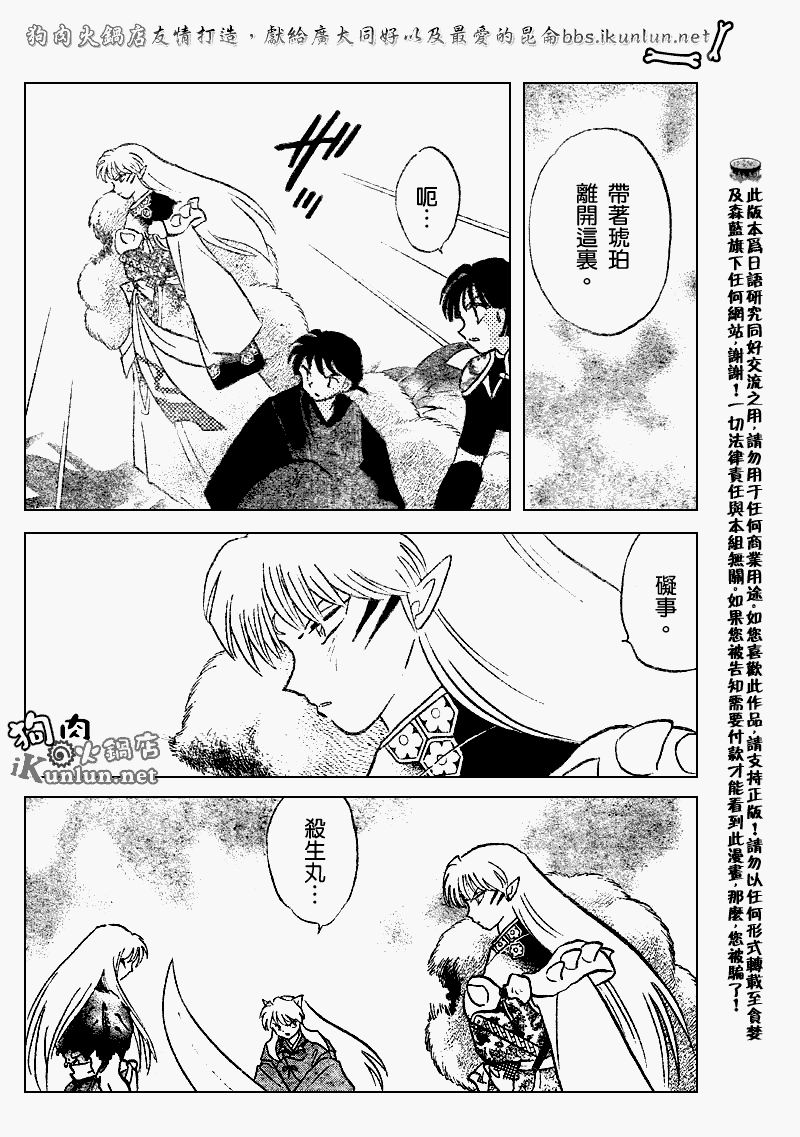 狗肉火鍋店友情打造，獻給廣大同好以及最愛的昆侖bbs.ikunlun.net
帶著琥珀
離開這裏。
呃…
礙事。
殺生丸…
狗肉
火鍋店
iKunlun.net
此版本爲日語研究同好交流之用，請勿用于任何商業用途。如您喜歡此作品，請支持正版！請勿以任何形式轉載至貪婪
及森藍旗下任何網站，謝謝！一切法律責任與本組無關。如果您被告知需要付款才能看到此漫畫，那麼，您被騙了！